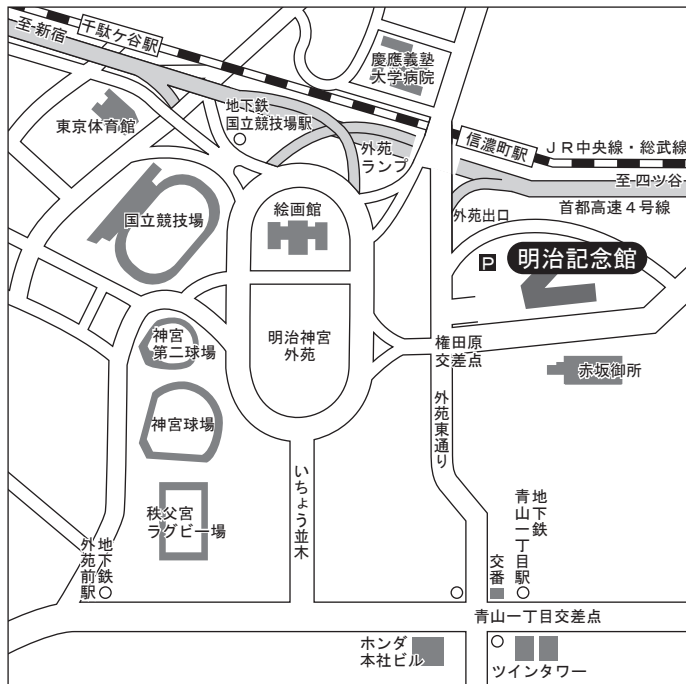 至 新宿
千駄ケ谷駅
慶應義塾
大学病院
地下鉄
国立競技場駅
東京体育館
外苑
ランプ
信濃町駅
JR中央線・総武線
至 四ツ谷
首都高速4号線
外苑出口
国立競技場
絵画館
P
明治記念館
神宮
第二球場
明治神宮
外苑
権田原
交差点
赤坂御所
神宮球場
外苑東通り
いちょう並木
秩父宮
ラグビー場
地下鉄
外苑前駅
地下鉄
青山一丁目駅
交番
青山一丁目交差点
ホンダ
本社ビル
ツインタワー